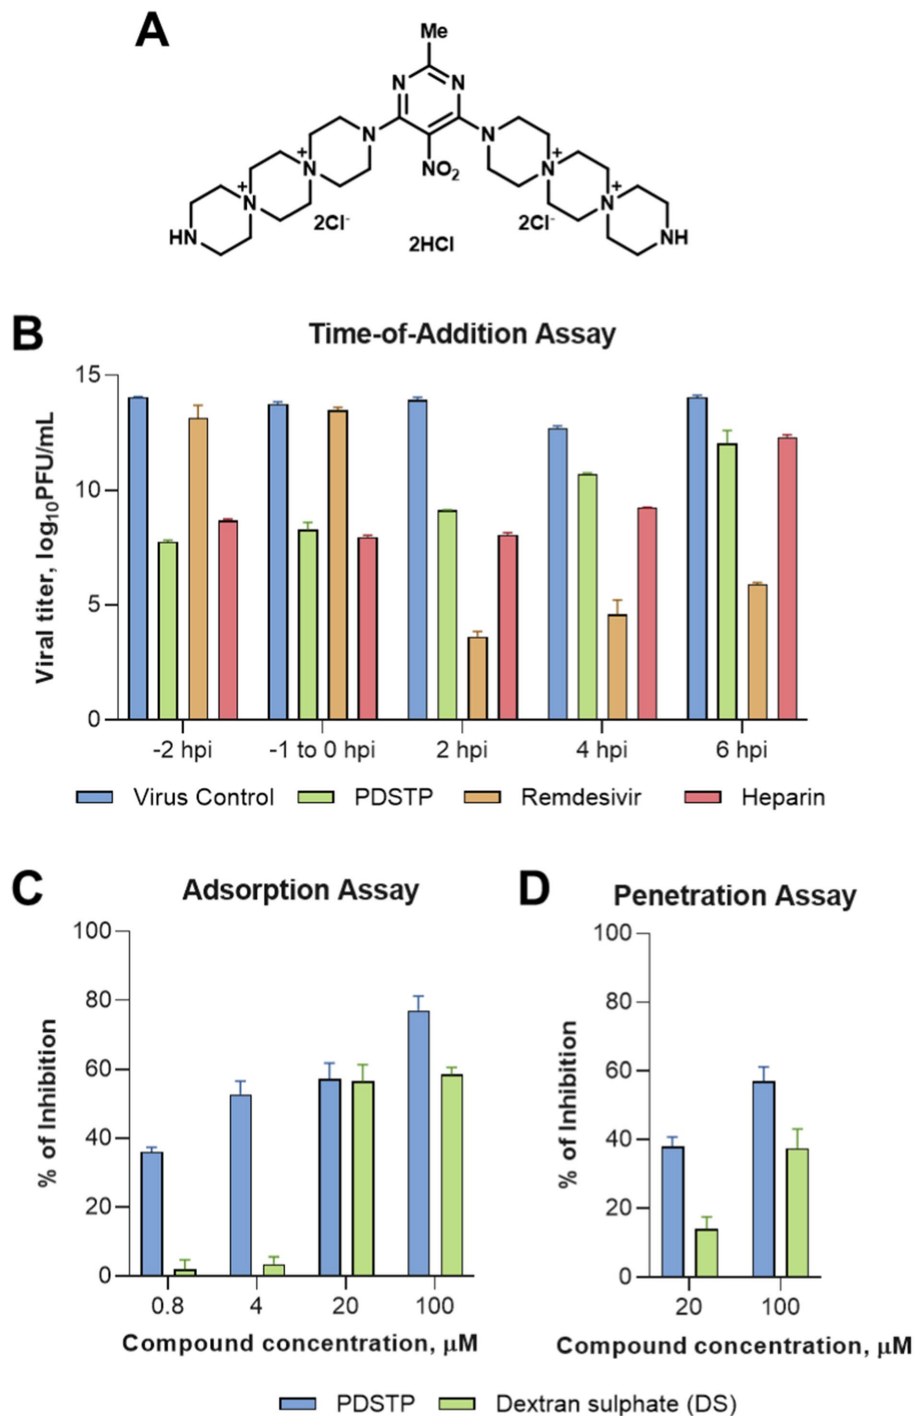 A
Me
N N
N N
NO₂
N⁺ N⁺
N⁺ N⁺
HN NH
2Cl⁻ 2Cl⁻
2HCl
B
Time-of-Addition Assay
Viral titer, log₁₀PFU/mL
15
10
5
0
-2 hpi -1 to 0 hpi 2 hpi 4 hpi 6 hpi
Virus Control PDSTP Remdesivir Heparin
C
Adsorption Assay
% of Inhibition
100
80
60
40
20
0
0.8 4 20 100
Compound concentration, µM
D
Penetration Assay
% of Inhibition
100
80
60
40
20
0
20 100
Compound concentration, µM
PDSTP Dextran sulphate (DS)